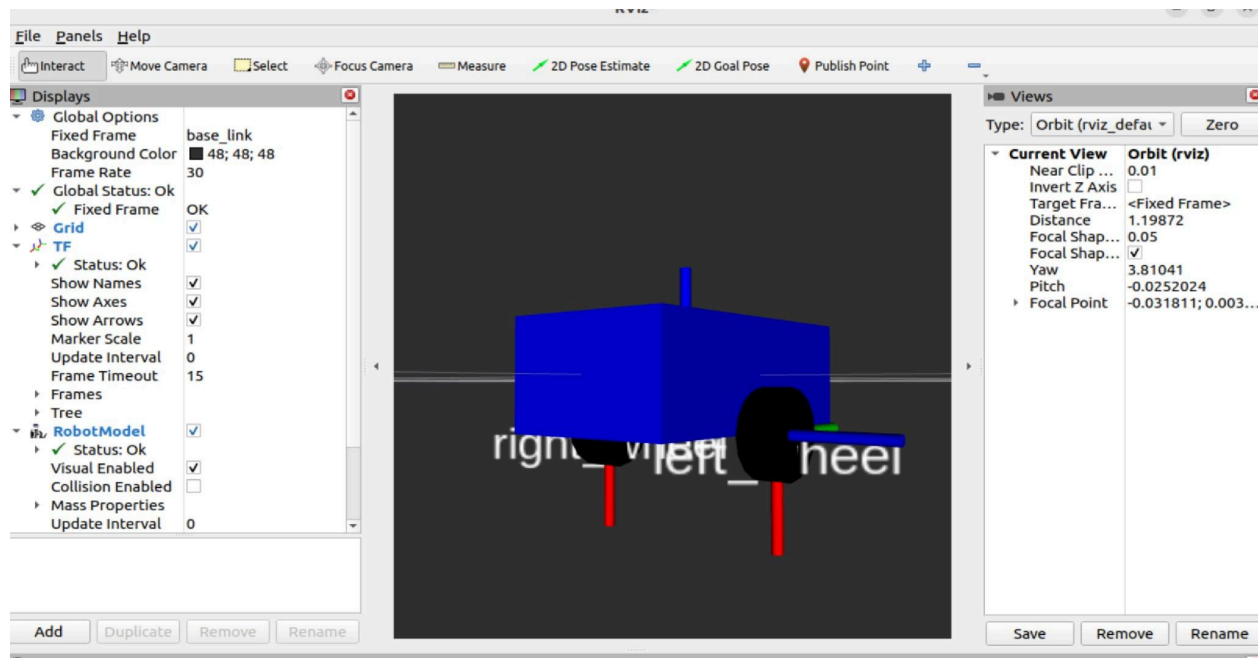 RViz
File Panels Help
Interact Move Camera Select Focus Camera Measure 2D Pose Estimate 2D Goal Pose Publish Point
Displays
Global Options
Fixed Frame base_link
Background Color 48; 48; 48
Frame Rate 30
Global Status: Ok
Fixed Frame OK
Grid
TF
Status: Ok
Show Names
Show Axes
Show Arrows
Marker Scale 1
Update Interval 0
Frame Timeout 15
Frames
Tree
RobotModel
Status: Ok
Visual Enabled
Collision Enabled
Mass Properties
Update Interval 0
Add Duplicate Remove Rename
left_wheel
Views
Type: Orbit (rviz_defau Zero
Current View Orbit (rviz)
Near Clip ... 0.01
Invert Z Axis
Target Fra... <Fixed Frame>
Distance 1.19872
Focal Shap... 0.05
Focal Shap...
Yaw 3.81041
Pitch -0.0252024
Focal Point -0.031811; 0.003...
Save Remove Rename